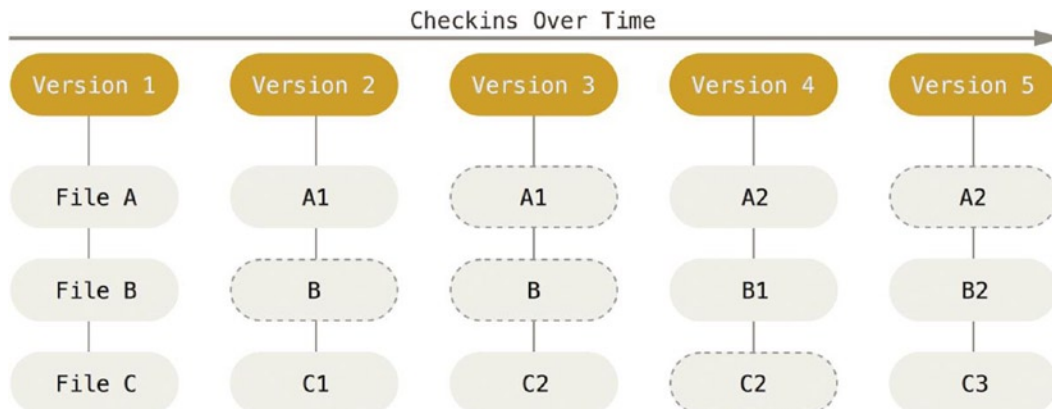 Checkins Over Time
Version 1 Version 2 Version 3 Version 4 Version 5
File A A1 A1 A2 A2
File B B B B1 B2
File C C1 C2 C2 C3